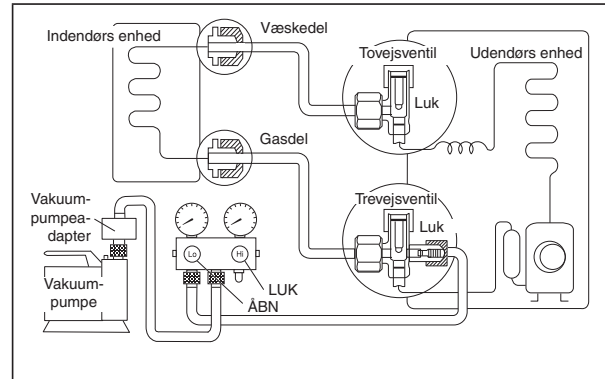 Indendørs enhed
Væskedel
Tovejsventil
Udendørs enhed
Luk
Gasdel
Trevejsventil
Luk
Vakuum-
pumpea-
dapter
Lo
Hi
Vakuum-
pumpe
LUK
ÅBN